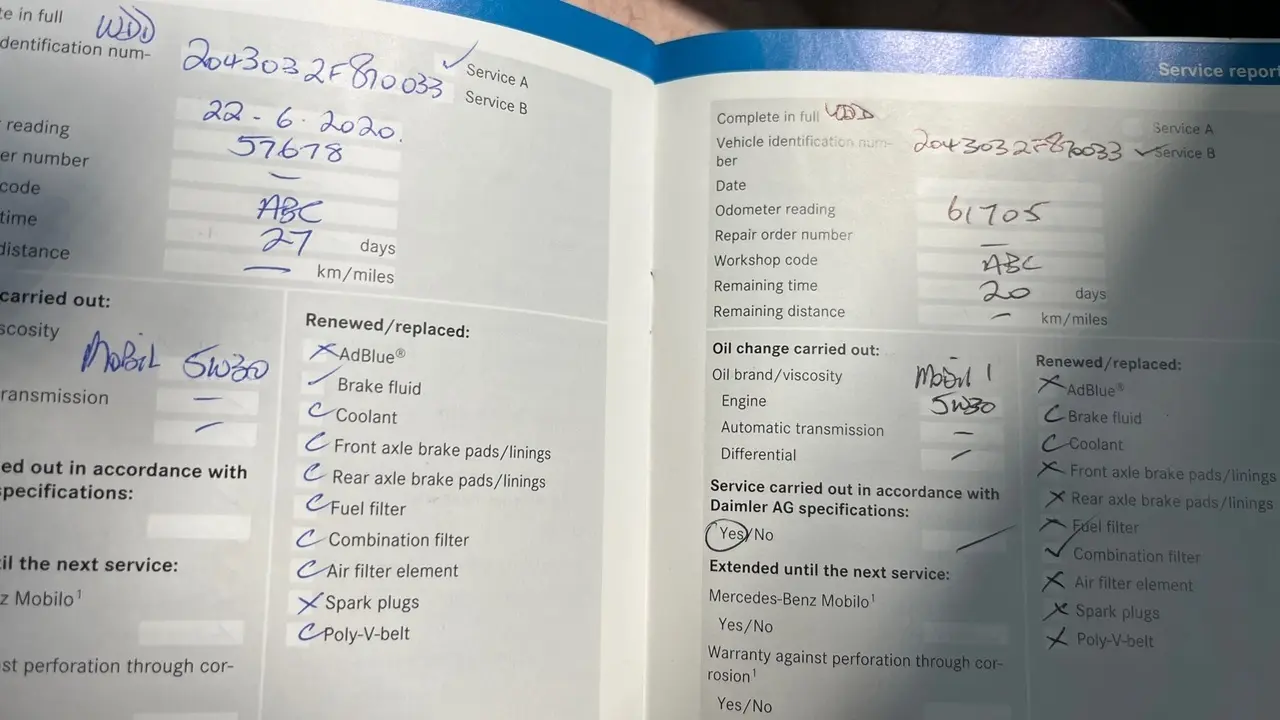 te in full WDD
dentification num- 2043032F870033 ✓ Service A
Service B
22 - 6 - 2020.
reading 57678
er number —
code ABC
time 27 days
distance — km/miles
carried out:
scosity MOBIL 5W30
ransmission —
—
ed out in accordance with
specifications:
il the next service:
z Mobilo¹
st perforation through cor-
Renewed/replaced:
X AdBlue®
✓ Brake fluid
C Coolant
C Front axle brake pads/linings
C Rear axle brake pads/linings
C Fuel filter
C Combination filter
C Air filter element
X Spark plugs
C Poly-V-belt
Service report
Complete in full WDD
Service A
Vehicle identification num- 2043032F870033 ✓ Service B
ber
Date
Odometer reading 61705
Repair order number —
Workshop code ABC
Remaining time 20 days
Remaining distance — km/miles
Oil change carried out:
Oil brand/viscosity Mobil 1
Engine 5W30
Automatic transmission —
Differential —
Service carried out in accordance with
Daimler AG specifications:
Yes/No
Extended until the next service:
Mercedes-Benz Mobilo¹
Yes/No
Warranty against perforation through cor-
rosion¹
Yes/No
Renewed/replaced:
X AdBlue®
C Brake fluid
C Coolant
X Front axle brake pads/linings
X Rear axle brake pads/linings
X Fuel filter
✓ Combination filter
X Air filter element
X Spark plugs
X Poly-V-belt